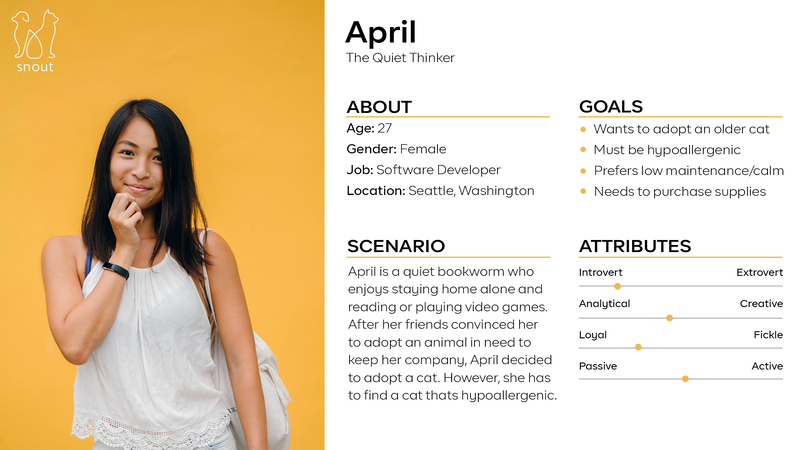 snout
April
The Quiet Thinker
ABOUT
Age: 27
Gender: Female
Job: Software Developer
Location: Seattle, Washington
GOALS
Wants to adopt an older cat
Must be hypoallergenic
Prefers low maintenance/calm
Needs to purchase supplies
SCENARIO
April is a quiet bookworm who
enjoys staying home alone and
reading or playing video games.
After her friends convinced her
to adopt an animal in need to
keep her company, April decided
to adopt a cat. However, she has
to find a cat thats hypoallergenic.
ATTRIBUTES
Introvert Extrovert
Analytical Creative
Loyal Fickle
Passive Active